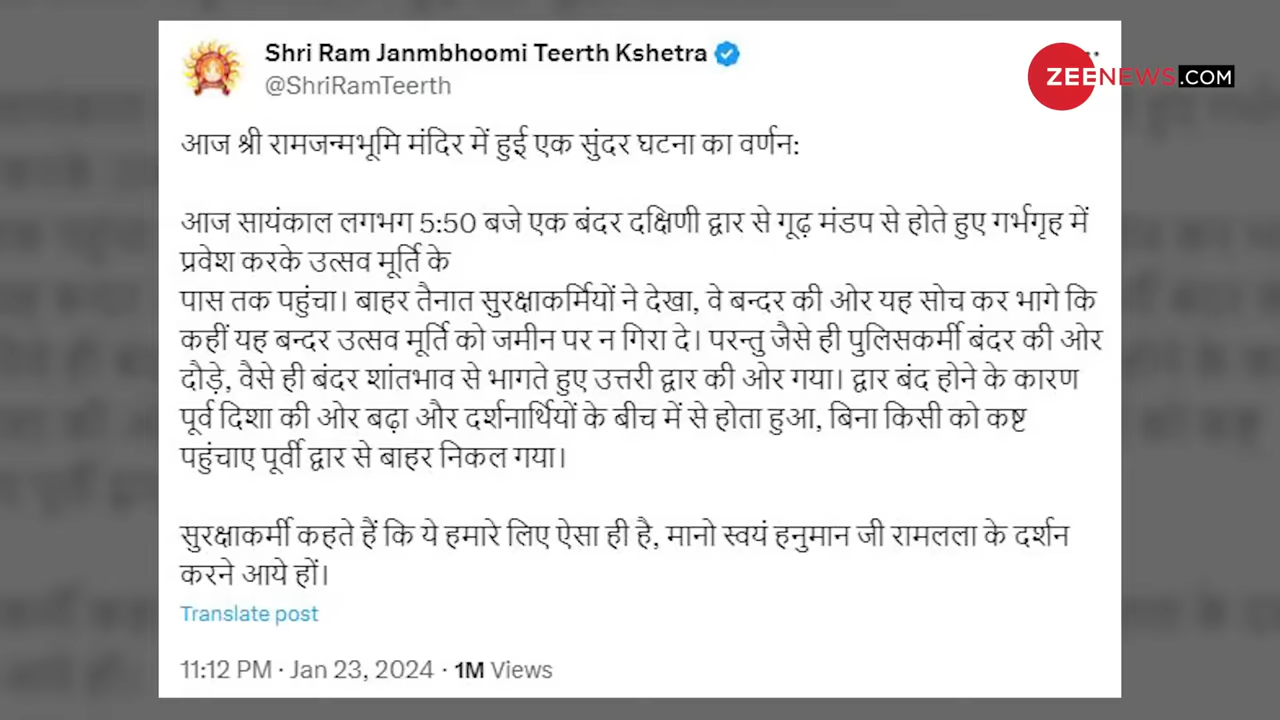 Shri Ram Janmbhoomi Teerth Kshetra
@ShriRamTeerth
ZEENEWS.COM
आज श्री रामजन्मभूमि मंदिर में हुई एक सुंदर घटना का वर्णन:
आज सायंकाल लगभग 5:50 बजे एक बंदर दक्षिणी द्वार से गूढ़ मंडप से होते हुए गर्भगृह में
प्रवेश करके उत्सव मूर्ति के
पास तक पहुंचा। बाहर तैनात सुरक्षाकर्मियों ने देखा, वे बन्दर की ओर यह सोच कर भागे कि
कहीं यह बन्दर उत्सव मूर्ति को जमीन पर न गिरा दे। परन्तु जैसे ही पुलिसकर्मी बंदर की ओर
दौड़े, वैसे ही बंदर शांतभाव से भागते हुए उत्तरी द्वार की ओर गया। द्वार बंद होने के कारण
पूर्व दिशा की ओर बढ़ा और दर्शनार्थियों के बीच में से होता हुआ, बिना किसी को कष्ट
पहुंचाए पूर्वी द्वार से बाहर निकल गया।
सुरक्षाकर्मी कहते हैं कि ये हमारे लिए ऐसा ही है, मानो स्वयं हनुमान जी रामलला के दर्शन
करने आये हों।
Translate post
11:12 PM · Jan 23, 2024 · 1M Views